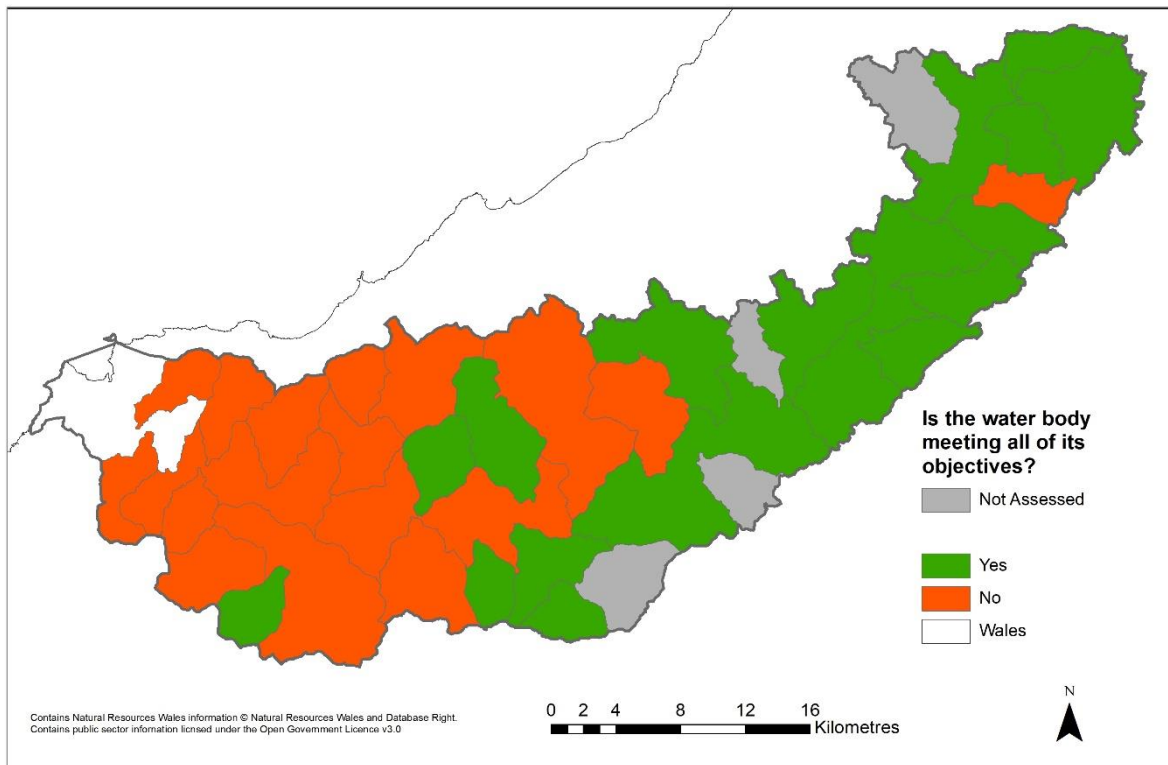 Is the water body
meeting all of its
objectives?
Not Assessed
Yes
No
Wales
Contains Natural Resources Wales information © Natural Resources Wales and Database Right.
Contains public sector infomation licnsed under the Open Government Licence v3.0
0 2 4 8 12 16
Kilometres
N